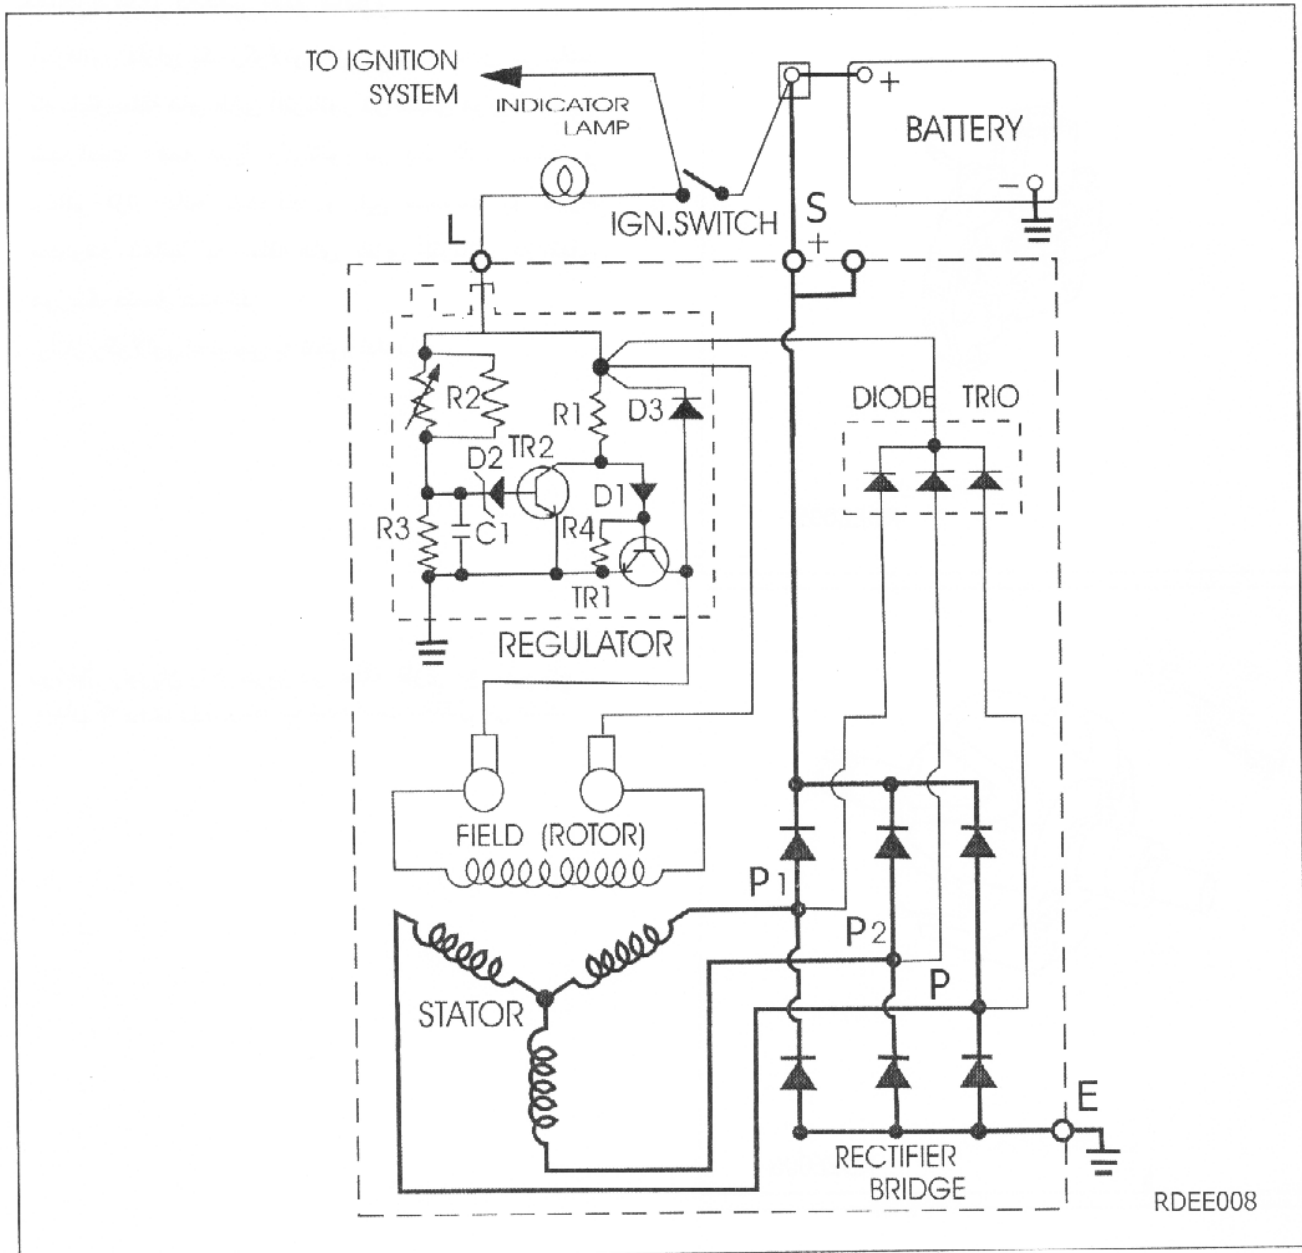 TO IGNITION
SYSTEM
INDICATOR
LAMP
+
BATTERY
−
IGN.SWITCH
L
S
+
R2
R1
D3
DIODE TRIO
TR2
D2
D1
R3
C1
R4
TR1
REGULATOR
FIELD (ROTOR)
P1
P2
P
STATOR
E
RECTIFIER
BRIDGE
RDEE008